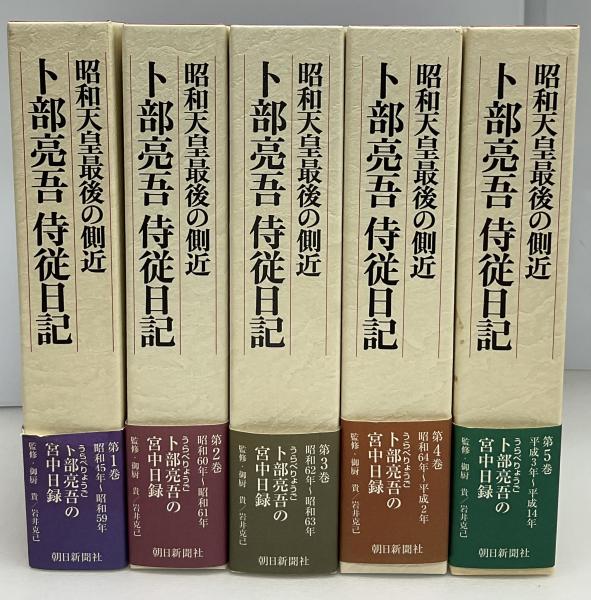 昭和天皇最後の側近
卜部亮吾 侍従日記
第1巻
昭和45年～昭和59年
うらべりょうご
卜部亮吾の
宮中日録
監修・御厨 貴/岩井克己
朝日新聞社
昭和天皇最後の側近
卜部亮吾 侍従日記
第2巻
昭和60年～昭和61年
うらべりょうご
卜部亮吾の
宮中日録
監修・御厨 貴/岩井克己
朝日新聞社
昭和天皇最後の側近
卜部亮吾 侍従日記
第3巻
昭和62年～昭和63年
うらべりょうご
卜部亮吾の
宮中日録
監修・御厨 貴/岩井克己
朝日新聞社
昭和天皇最後の側近
卜部亮吾 侍従日記
第4巻
昭和64年～平成2年
うらべりょうご
卜部亮吾の
宮中日録
監修・御厨 貴/岩井克己
朝日新聞社
昭和天皇最後の側近
卜部亮吾 侍従日記
第5巻
平成3年～平成14年
うらべりょうご
卜部亮吾の
宮中日録
監修・御厨 貴/岩井克己
朝日新聞社